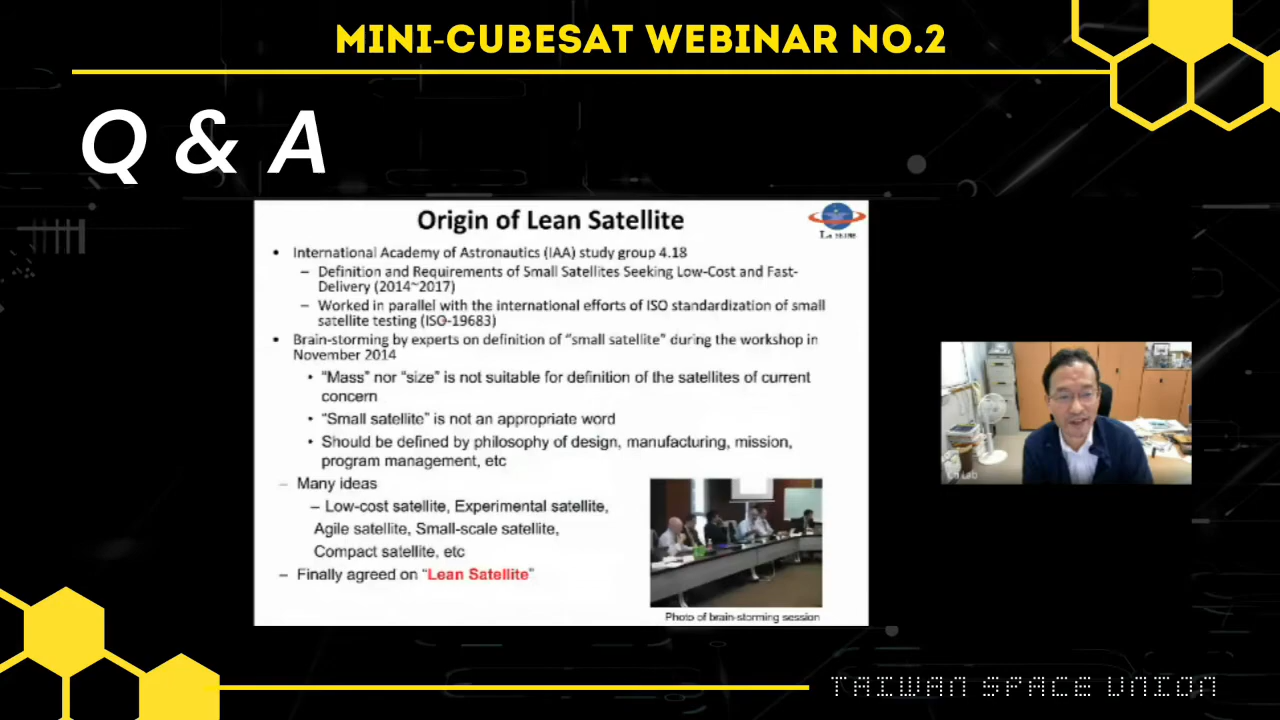 MINI-CUBESAT WEBINAR NO.2
Q & A
Origin of Lean Satellite
• International Academy of Astronautics (IAA) study group 4.18
– Definition and Requirements of Small Satellites Seeking Low-Cost and Fast-
Delivery (2014~2017)
– Worked in parallel with the international efforts of ISO standardization of small
satellite testing (ISO-19683)
• Brain-storming by experts on definition of “small satellite” during the workshop in
November 2014
• “Mass” nor “size” is not suitable for definition of the satellites of current
concern
• “Small satellite” is not an appropriate word
• Should be defined by philosophy of design, manufacturing, mission,
program management, etc
– Many ideas
– Low-cost satellite, Experimental satellite,
Agile satellite, Small-scale satellite,
Compact satellite, etc
– Finally agreed on “Lean Satellite”
Photo of brain-storming session
TAIWAN SPACE UNION